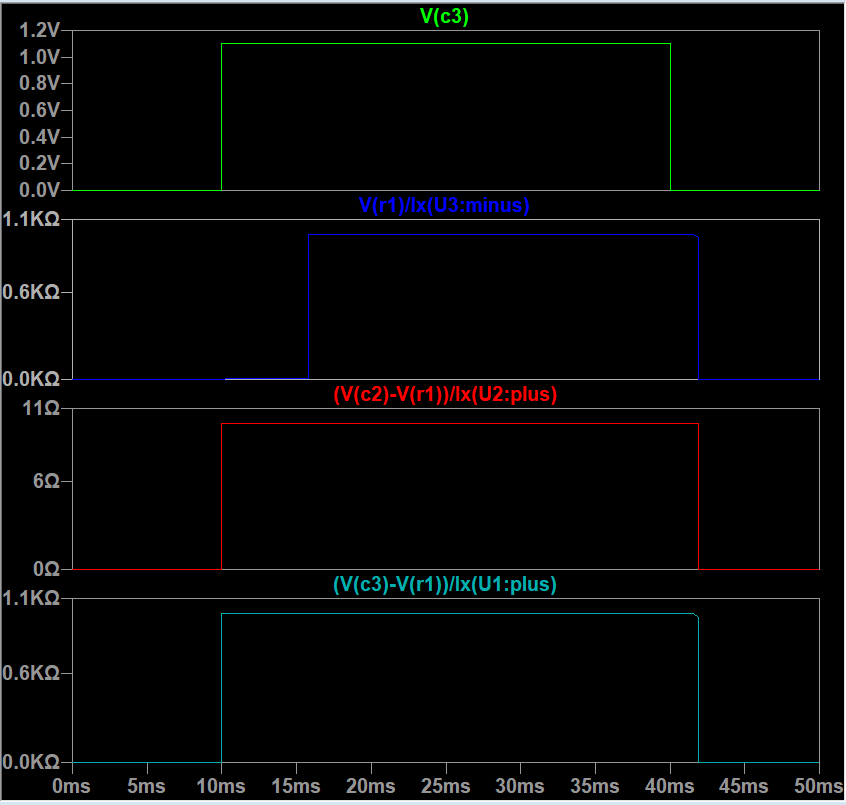 V(c3)
1.2V
1.0V
0.8V
0.6V
0.4V
0.2V
0.0V
V(r1)/Ix(U3:minus)
1.1KΩ
0.6KΩ
0.0KΩ
(V(c2)-V(r1))/Ix(U2:plus)
11Ω
6Ω
0Ω
(V(c3)-V(r1))/Ix(U1:plus)
1.1KΩ
0.6KΩ
0.0KΩ
0ms 5ms 10ms 15ms 20ms 25ms 30ms 35ms 40ms 45ms 50ms